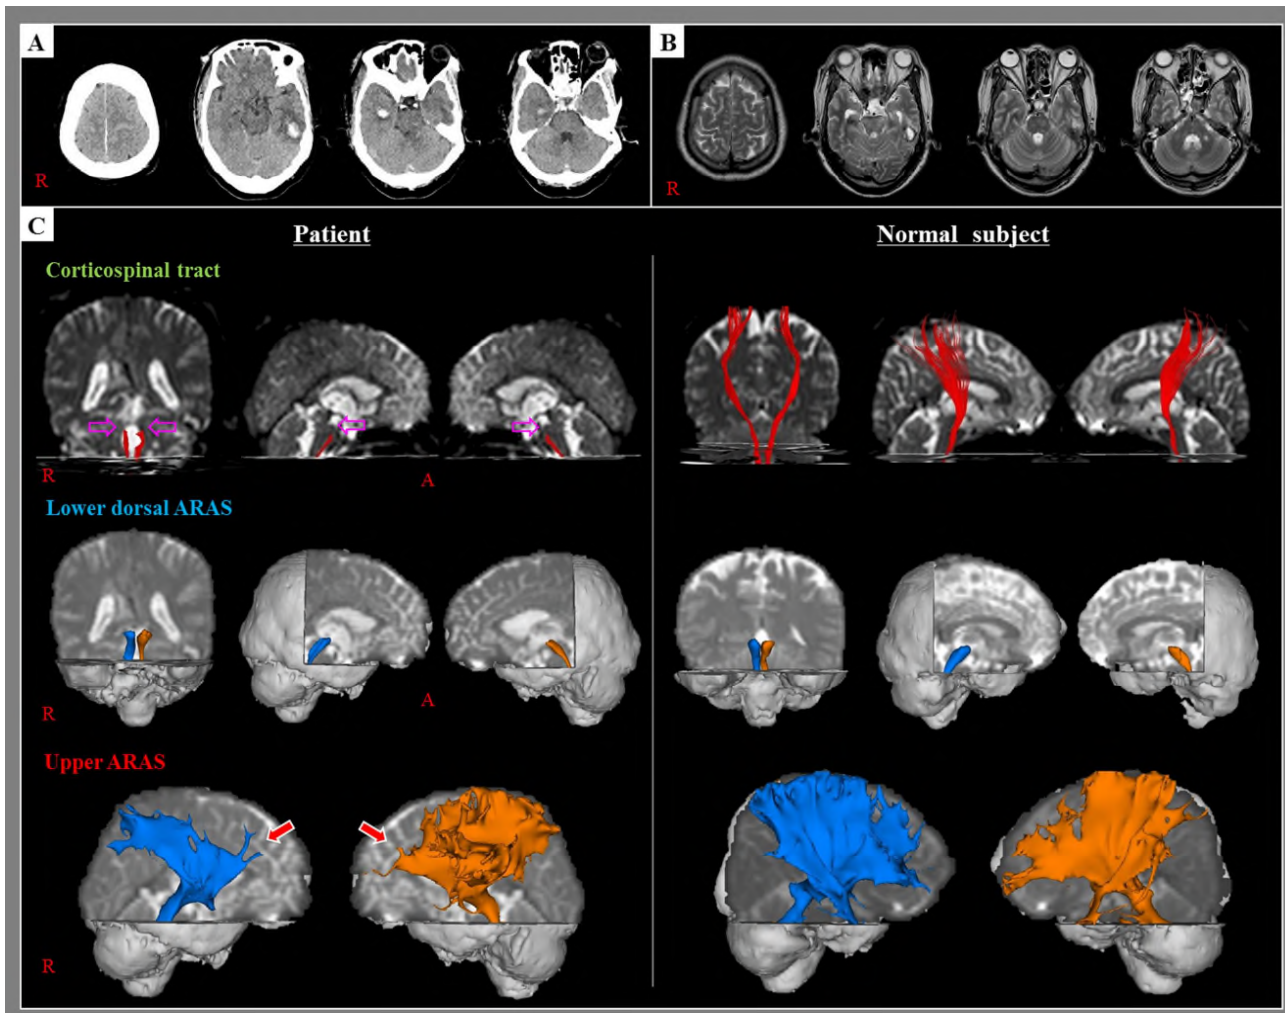 A
B
R
R
C
Patient
Normal subject
Corticospinal tract
R
A
Lower dorsal ARAS
R
A
Upper ARAS
R